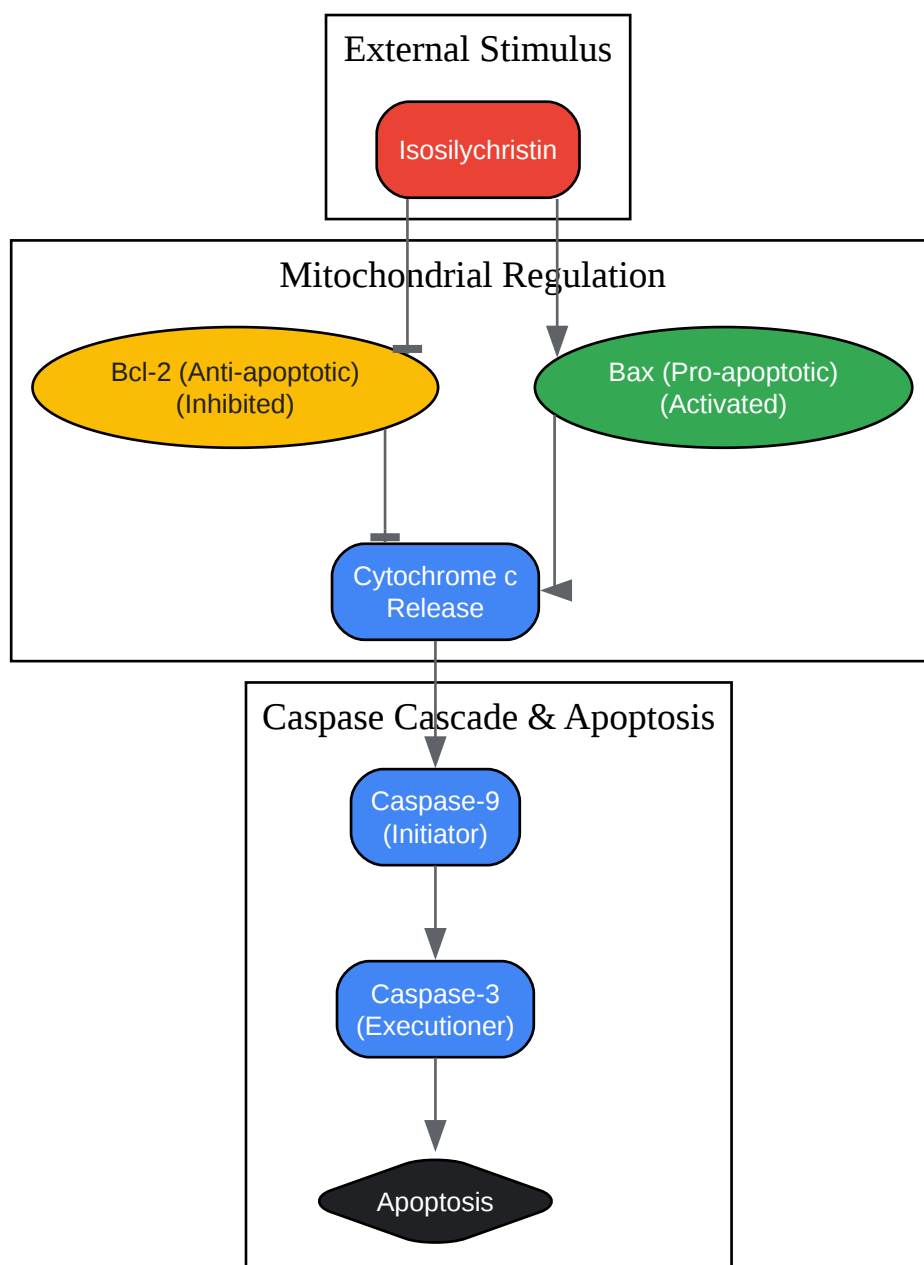 External Stimulus
Isosilychristin
Mitochondrial Regulation
Bcl-2 (Anti-apoptotic)
(Inhibited)
Bax (Pro-apoptotic)
(Activated)
Cytochrome c
Release
Caspase Cascade & Apoptosis
Caspase-9
(Initiator)
Caspase-3
(Executioner)
Apoptosis